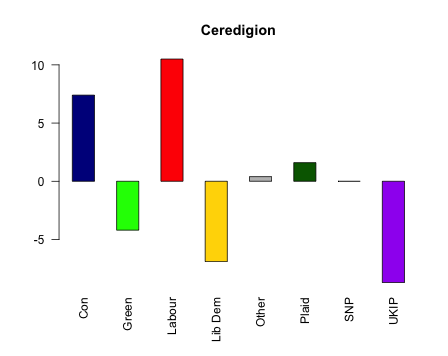 Ceredigion
10
5
0
-5
Con
Green
Labour
Lib Dem
Other
Plaid
SNP
UKIP